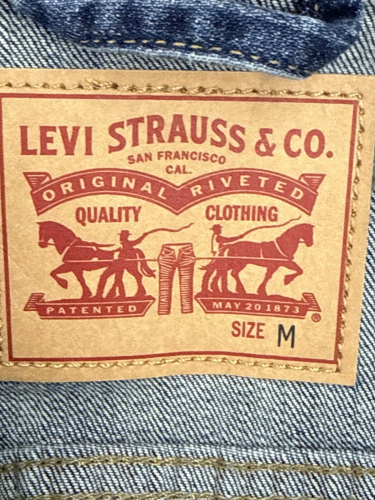 LEVI STRAUSS & CO.
SAN FRANCISCO
CAL.
ORIGINAL RIVETED
QUALITY CLOTHING
PATENTED MAY 20 1873
®
SIZE M